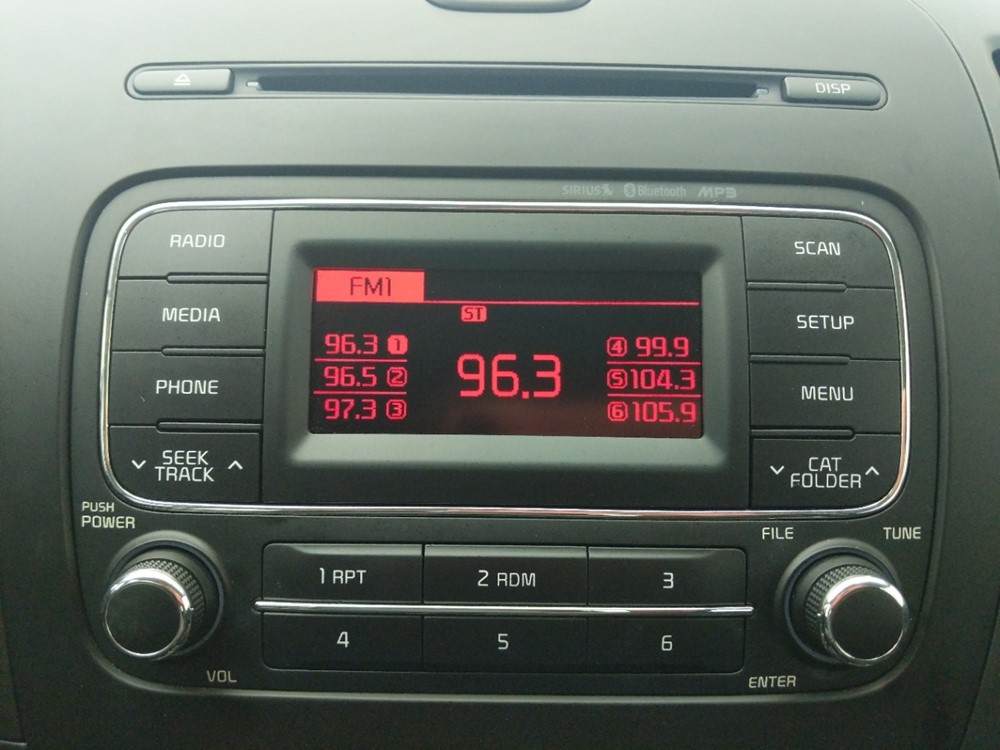 DISP
SIRIUS Bluetooth MP3
RADIO
SCAN
FM1
MEDIA
ST
SETUP
96.3 1
4 99.9
96.5 2
96.3
5 104.3
PHONE
MENU
97.3 3
6 105.9
SEEK
TRACK
CAT
FOLDER
PUSH
POWER
FILE
TUNE
1 RPT
2 RDM
3
4
5
6
VOL
ENTER